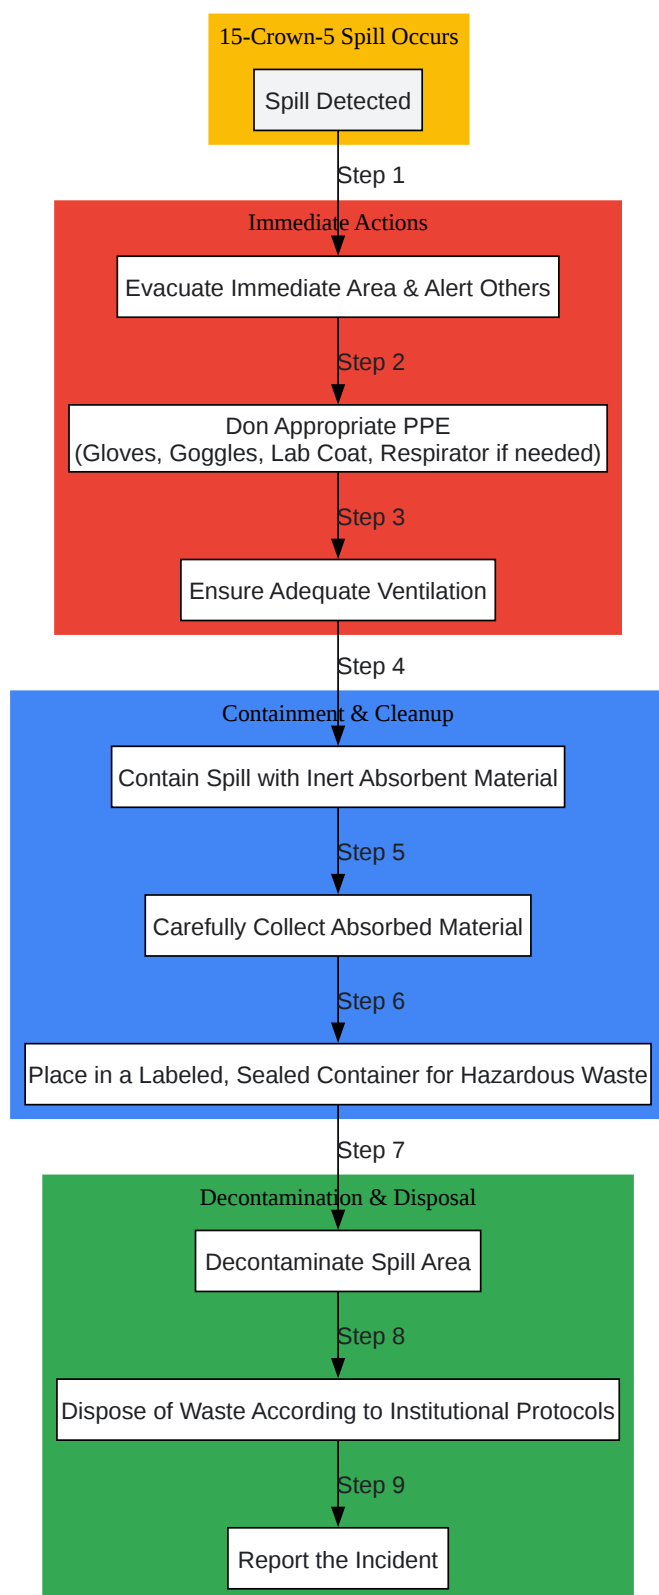 15-Crown-5 Spill Occurs
Spill Detected
Step 1
Immediate Actions
Evacuate Immediate Area & Alert Others
Step 2
Don Appropriate PPE
(Gloves, Goggles, Lab Coat, Respirator if needed)
Step 3
Ensure Adequate Ventilation
Step 4
Containment & Cleanup
Contain Spill with Inert Absorbent Material
Step 5
Carefully Collect Absorbed Material
Step 6
Place in a Labeled, Sealed Container for Hazardous Waste
Step 7
Decontamination & Disposal
Decontaminate Spill Area
Step 8
Dispose of Waste According to Institutional Protocols
Step 9
Report the Incident